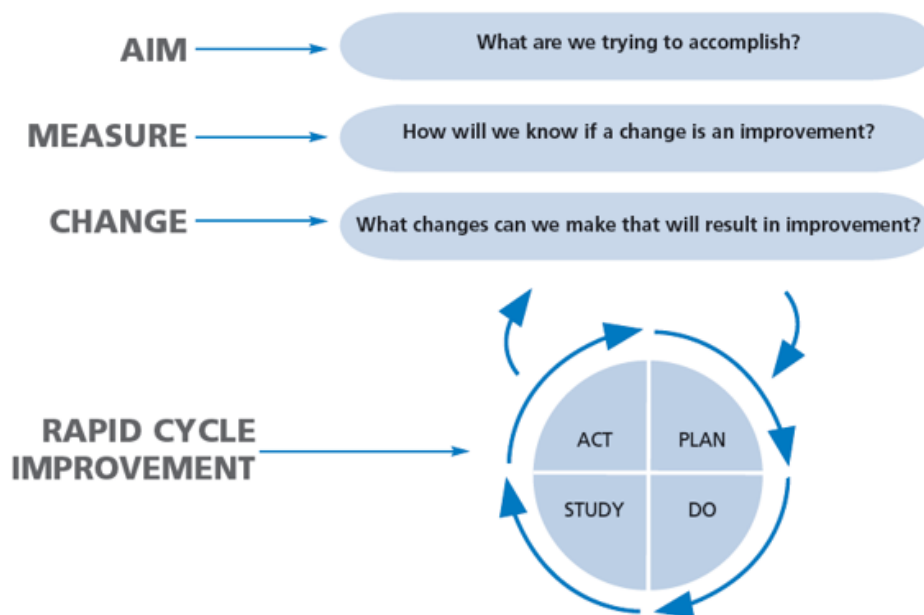 AIM
What are we trying to accomplish?
MEASURE
How will we know if a change is an improvement?
CHANGE
What changes can we make that will result in improvement?
RAPID CYCLE
IMPROVEMENT
ACT
PLAN
STUDY
DO